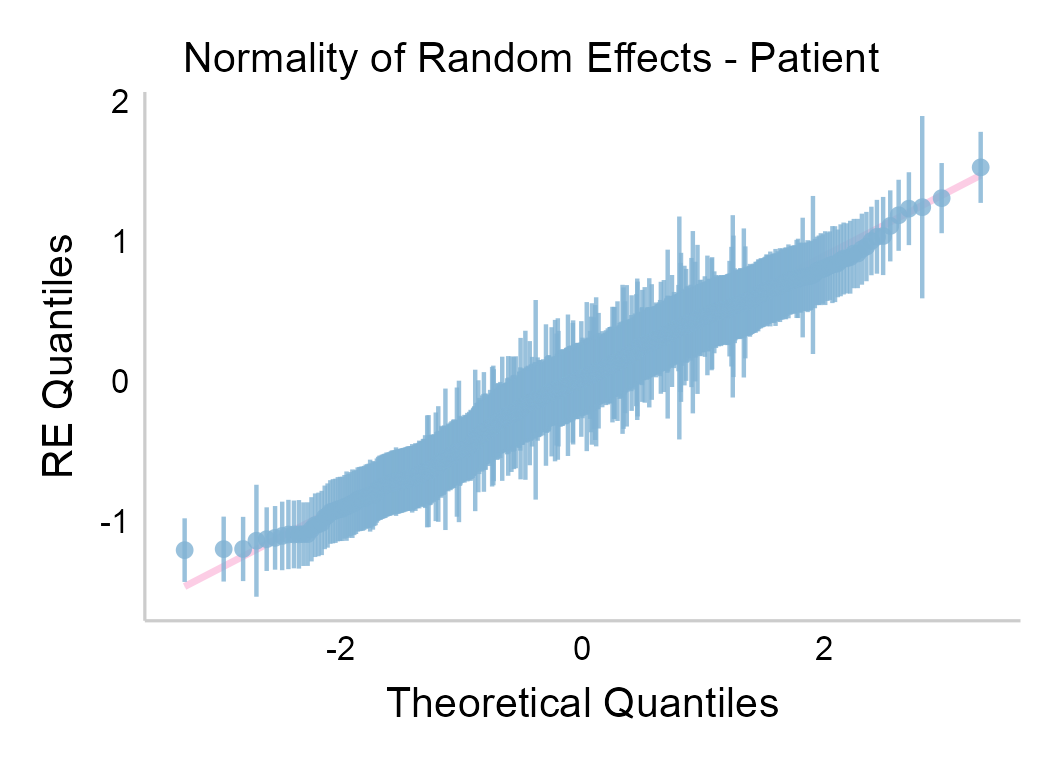 Normality of Random Effects - Patient
2
1
0
-1
RE Quantiles
-2 0 2
Theoretical Quantiles